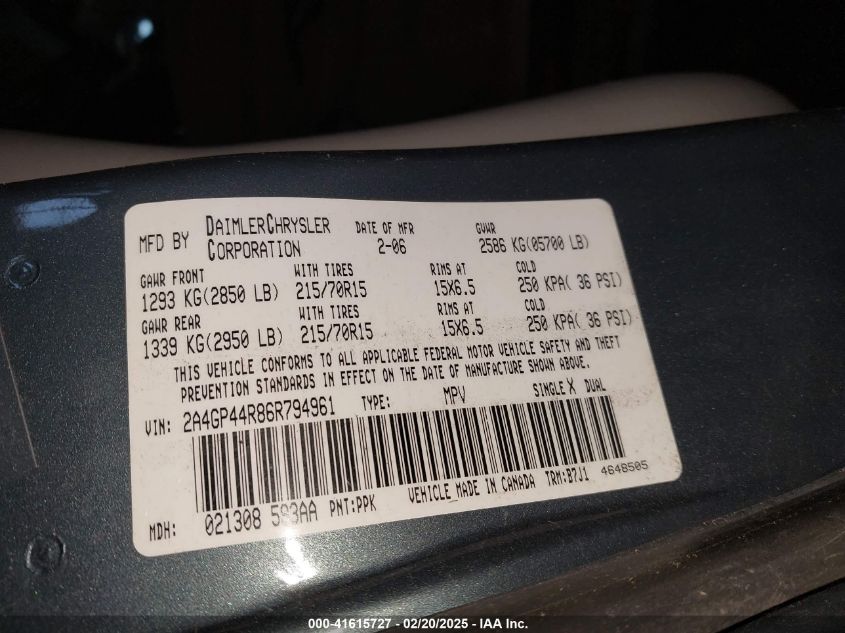 MFD BY DAIMLERCHRYSLER CORPORATION DATE OF MFR 2-06 GVWR 2586 KG(05700 LB)
GAWR FRONT WITH TIRES RIMS AT COLD
1293 KG(2850 LB) 215/70R15 15X6.5 250 KPA( 36 PSI)
GAWR REAR WITH TIRES RIMS AT COLD
1339 KG(2950 LB) 215/70R15 15X6.5 250 KPA( 36 PSI)
THIS VEHICLE CONFORMS TO ALL APPLICABLE FEDERAL MOTOR VEHICLE SAFETY AND THEFT
PREVENTION STANDARDS IN EFFECT ON THE DATE OF MANUFACTURE SHOWN ABOVE.
VIN: 2A4GP44R86R794961 TYPE: MPV SINGLE X DUAL
MDH: 021308 AA PNT:PPK VEHICLE MADE IN CANADA TRM:B7J1 4648505
000-41615727 - 02/20/2025 - IAA Inc.